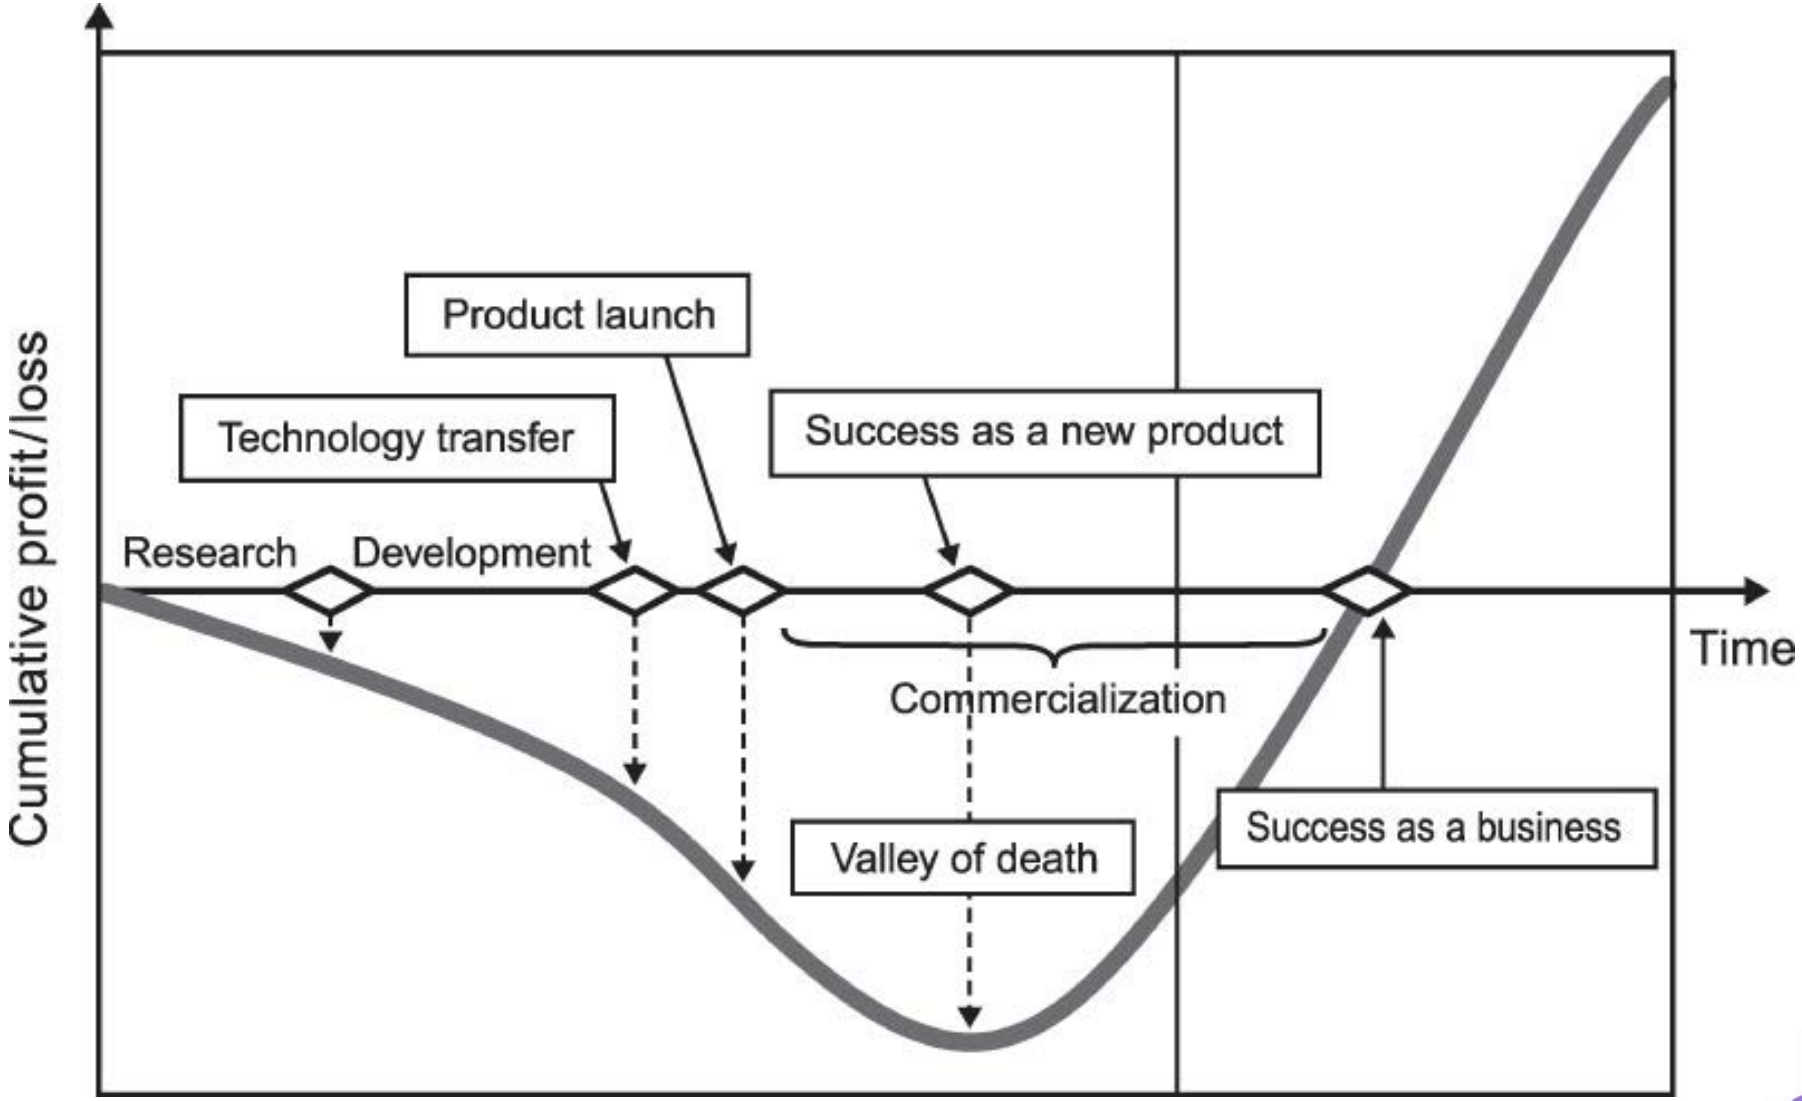 Product launch
Technology transfer
Success as a new product
Research
Development
Cumulative profit/loss
Time
Commercialization
Success as a business
Valley of death